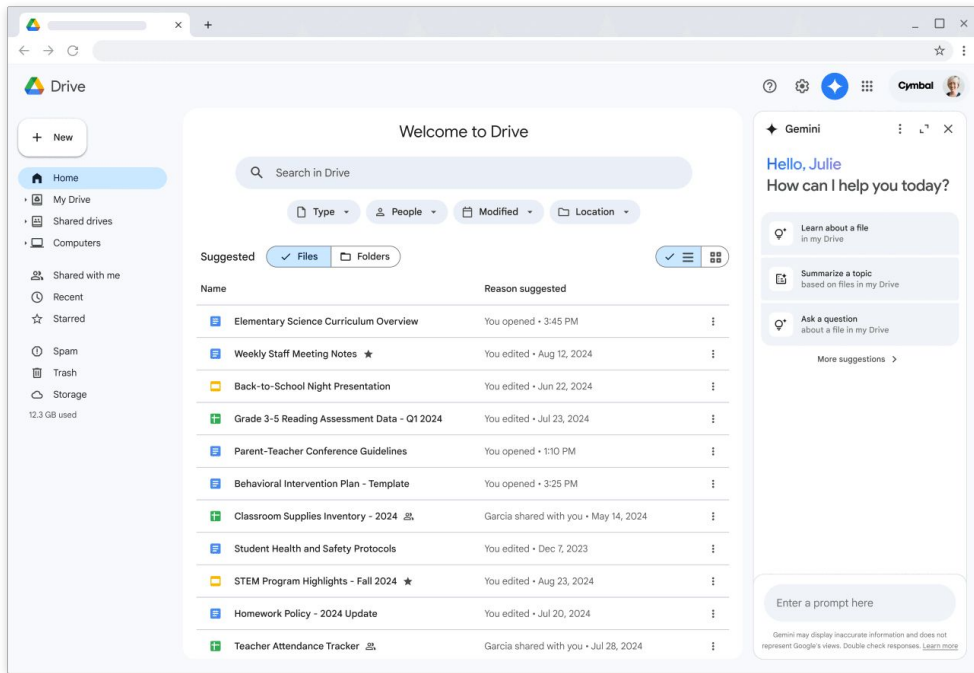 Drive
Cymbal
New
Home
My Drive
Shared drives
Computers
Shared with me
Recent
Starred
Spam
Trash
Storage
12.3 GB used
Welcome to Drive
Search in Drive
Type People Modified Location
Suggested Files Folders
Name Reason suggested
Elementary Science Curriculum Overview You opened • 3:45 PM
Weekly Staff Meeting Notes You edited • Aug 12, 2024
Back-to-School Night Presentation You edited • Jun 22, 2024
Grade 3-5 Reading Assessment Data - Q1 2024 You edited • Jul 23, 2024
Parent-Teacher Conference Guidelines You opened • 1:10 PM
Behavioral Intervention Plan - Template You opened • 3:25 PM
Classroom Supplies Inventory - 2024 Garcia shared with you • May 14, 2024
Student Health and Safety Protocols You edited • Dec 7, 2023
STEM Program Highlights - Fall 2024 You edited • Aug 23, 2024
Homework Policy - 2024 Update You edited • Jul 20, 2024
Teacher Attendance Tracker Garcia shared with you • Jul 28, 2024
Gemini
Hello, Julie
How can I help you today?
Learn about a file
in my Drive
Summarize a topic
based on files in my Drive
Ask a question
about a file in my Drive
More suggestions
Enter a prompt here
Gemini may display inaccurate information and does not
represent Google's views. Double check responses. Learn more